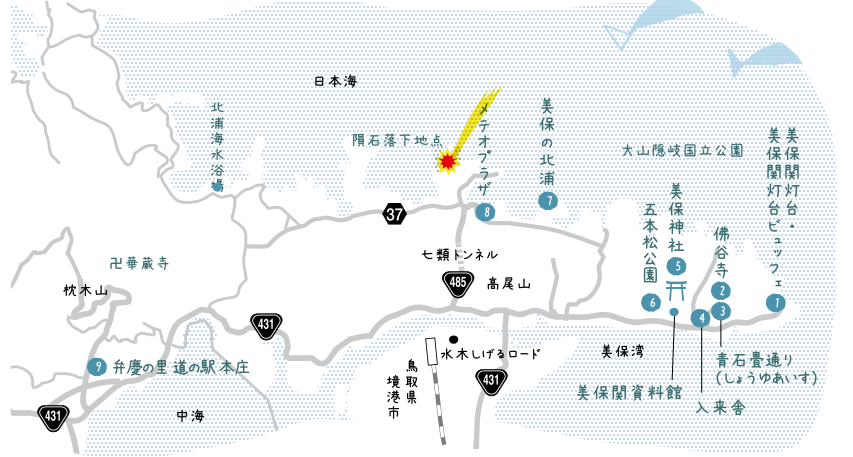 日本海
北浦海水浴場
隕石落下地点
メテオプラザ
8
美保の北浦
7
大山隠岐国立公園
美保関灯台・
美保関灯台ビュッフェ
1
美保神社
5
五本松公園
6
佛谷寺
2
3
4
37
七類トンネル
485
高尾山
卍華蔵寺
枕木山
431
9
弁慶の里 道の駅 本庄
431
中海
水木しげるロード
鳥取県
境港市
431
美保湾
青石畳通り
(しょうゆあいす)
美保関資料館
入来舎